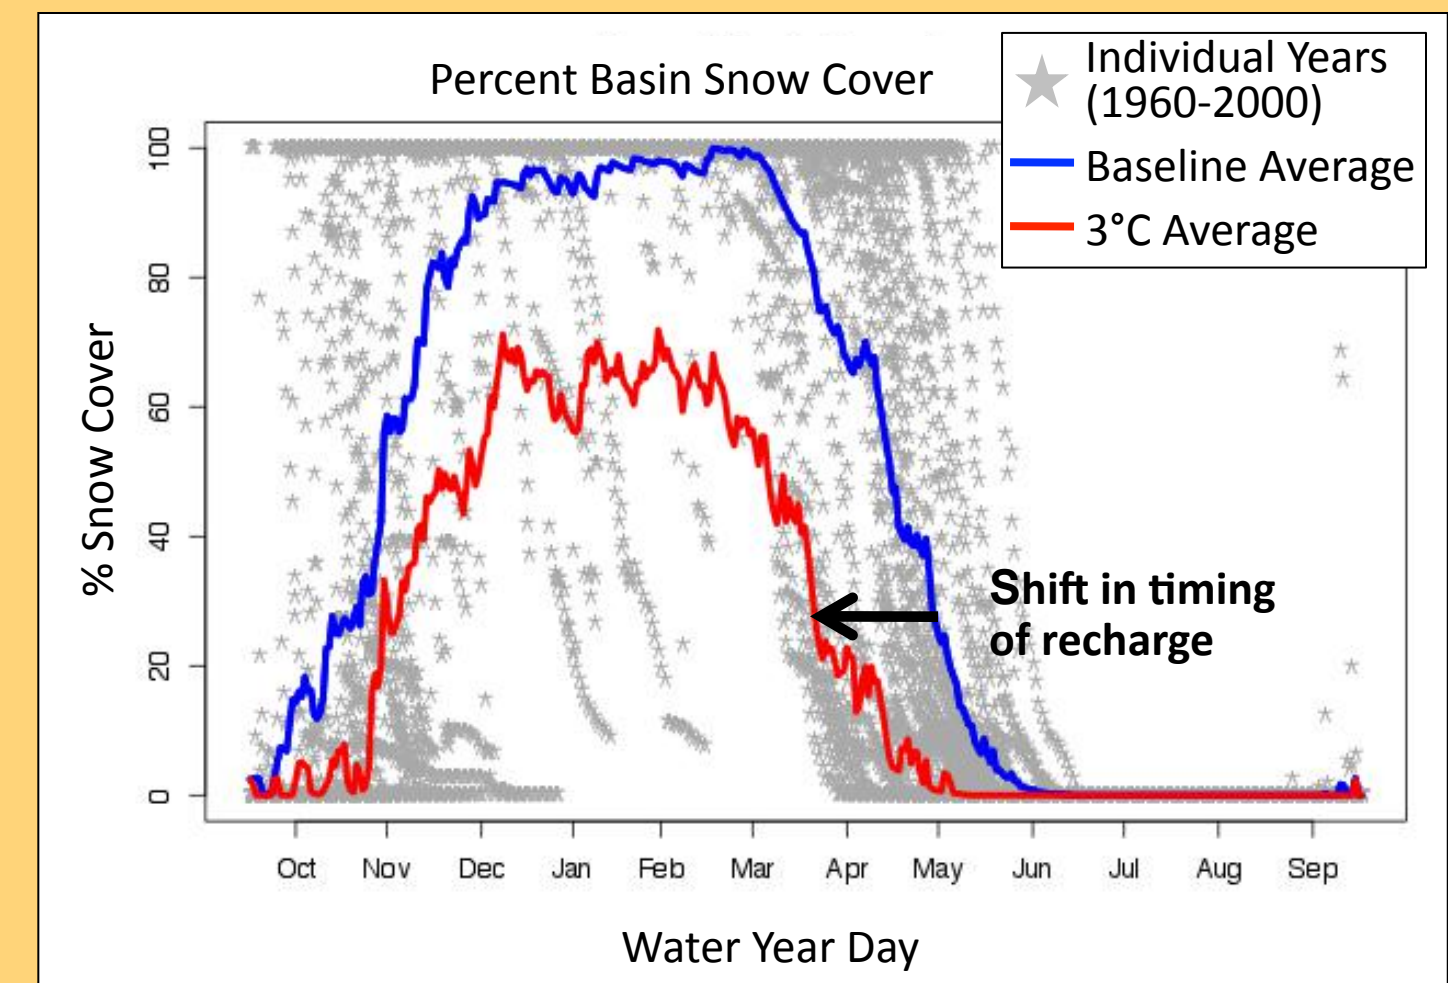 Percent Basin Snow Cover
Individual Years
(1960-2000)
Baseline Average
3°C Average
% Snow Cover
100
80
60
40
20
0
Shift in timing
of recharge
Oct Nov Dec Jan Feb Mar Apr May Jun Jul Aug Sep
Water Year Day